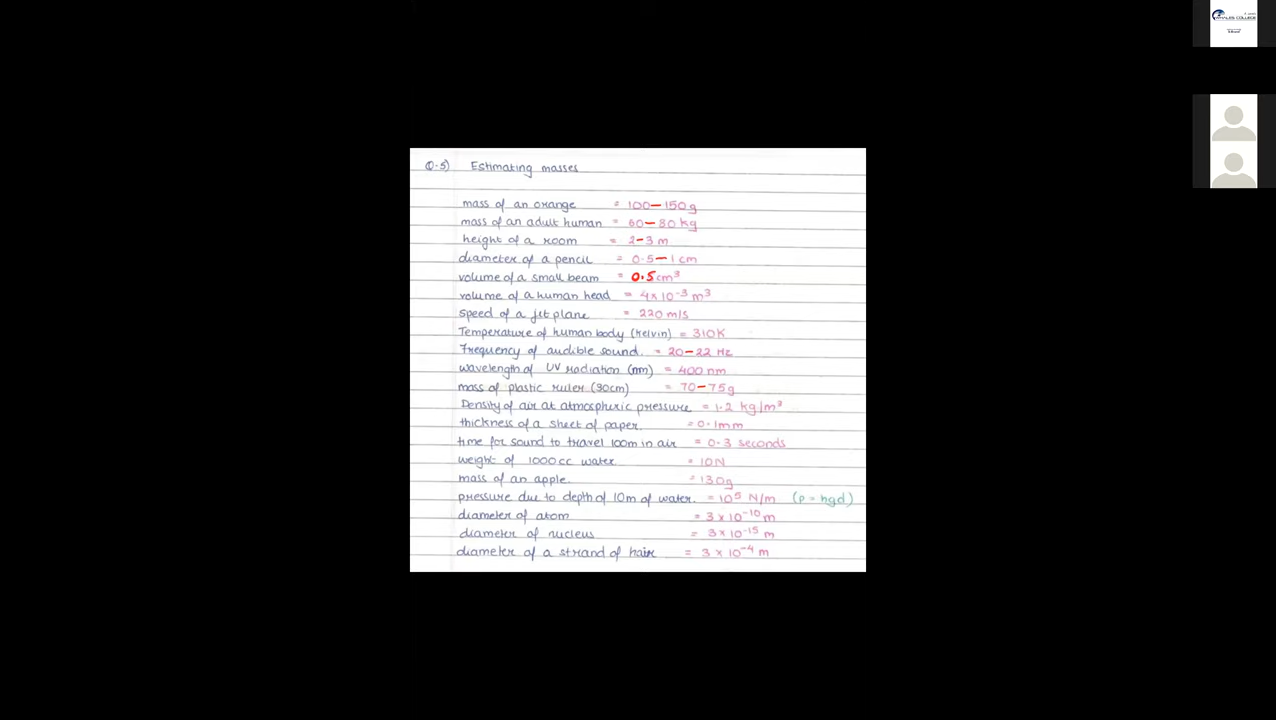 THALES COLLEGE
Q.5) Estimating masses
mass of an orange = 100-150g
mass of an adult human = 60-80 kg
height of a room = 2-3 m
diameter of a pencil = 0.5-1 cm
volume of a small beam = 0.5cm³
volume of a human head = 4×10⁻³ m³
speed of a jet plane = 220 m/s
Temperature of human body (Kelvin) = 310K
Frequency of audible sound. = 20-22 Hz
wavelength of UV radiation (nm) = 400 nm
mass of plastic ruler (30cm) = 70-75g
Density of air at atmospheric pressure = 1.2 kg/m³
thickness of a sheet of paper. = 0.1mm
time for sound to travel 100m in air = 0.3 seconds
weight of 1000cc water. = 10N
mass of an apple. = 130g
pressure due to depth of 10m of water. = 10⁵ N/m (p = hgd)
diameter of atom = 3 × 10⁻¹⁰ m
diameter of nucleus = 3×10⁻¹⁵ m
diameter of a strand of hair = 3 × 10⁻⁴ m